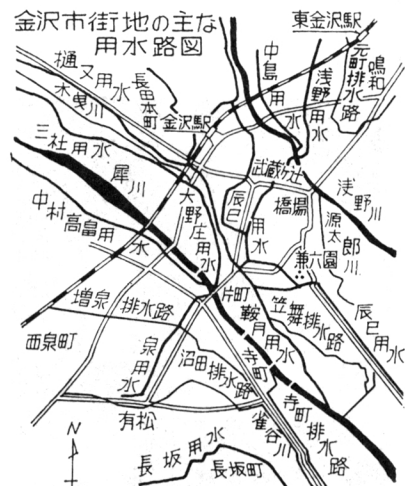 金沢市街地の主な
用水路図
東金沢駅
樋又用水
木曳川
長田本町
金沢駅
中島用水
浅野用水
元町排水路
鳴和
三社用水
犀川
武蔵ヶ辻
中村高畠用水
大野庄用水
辰巳用水
橋場
浅野川
源太郎川
兼六園
増泉排水路
片町
鞍月用水
笠舞排水路
辰巳用水
西泉町
泉用水
沼田排水路
寺町
寺町排水路
有松
雀谷川
N
長坂用水
長坂町